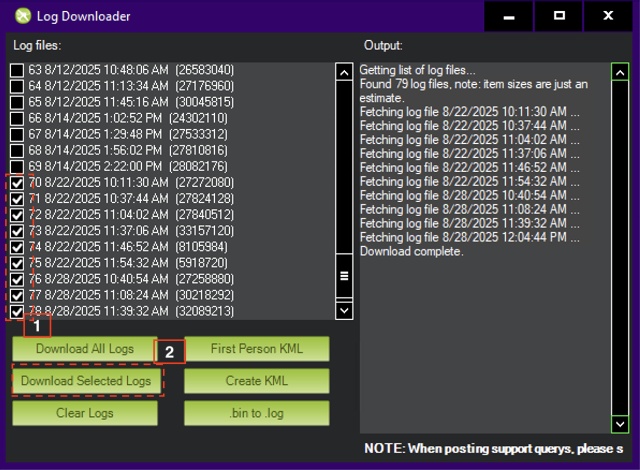 Log Downloader
Log files:
63 8/12/2025 10:48:06 AM (26583040)
64 8/12/2025 11:13:34 AM (27176960)
65 8/12/2025 11:45:16 AM (30045815)
66 8/14/2025 1:02:52 PM (24302110)
67 8/14/2025 1:29:48 PM (27533312)
68 8/14/2025 1:56:02 PM (27810816)
69 8/14/2025 2:22:00 PM (28082176)
70 8/22/2025 10:11:30 AM (27272080)
71 8/22/2025 10:37:44 AM (27824128)
72 8/22/2025 11:04:02 AM (27840512)
73 8/22/2025 11:37:06 AM (33157120)
74 8/22/2025 11:46:52 AM (8105984)
75 8/22/2025 11:54:32 AM (5918720)
76 8/28/2025 10:40:54 AM (27258880)
77 8/28/2025 11:08:24 AM (30218292)
78 8/28/2025 11:39:32 AM (32089213)
1
2
Download All Logs
First Person KML
Download Selected Logs
Create KML
Clear Logs
.bin to .log
Output:
Getting list of log files...
Found 79 log files, note: item sizes are just an
estimate.
Fetching log file 8/22/2025 10:11:30 AM ...
Fetching log file 8/22/2025 10:37:44 AM ...
Fetching log file 8/22/2025 11:04:02 AM ...
Fetching log file 8/22/2025 11:37:06 AM ...
Fetching log file 8/22/2025 11:46:52 AM ...
Fetching log file 8/22/2025 11:54:32 AM ...
Fetching log file 8/28/2025 10:40:54 AM ...
Fetching log file 8/28/2025 11:08:24 AM ...
Fetching log file 8/28/2025 11:39:32 AM ...
Fetching log file 8/28/2025 12:04:44 PM ...
Download complete.
NOTE: When posting support querys, please s